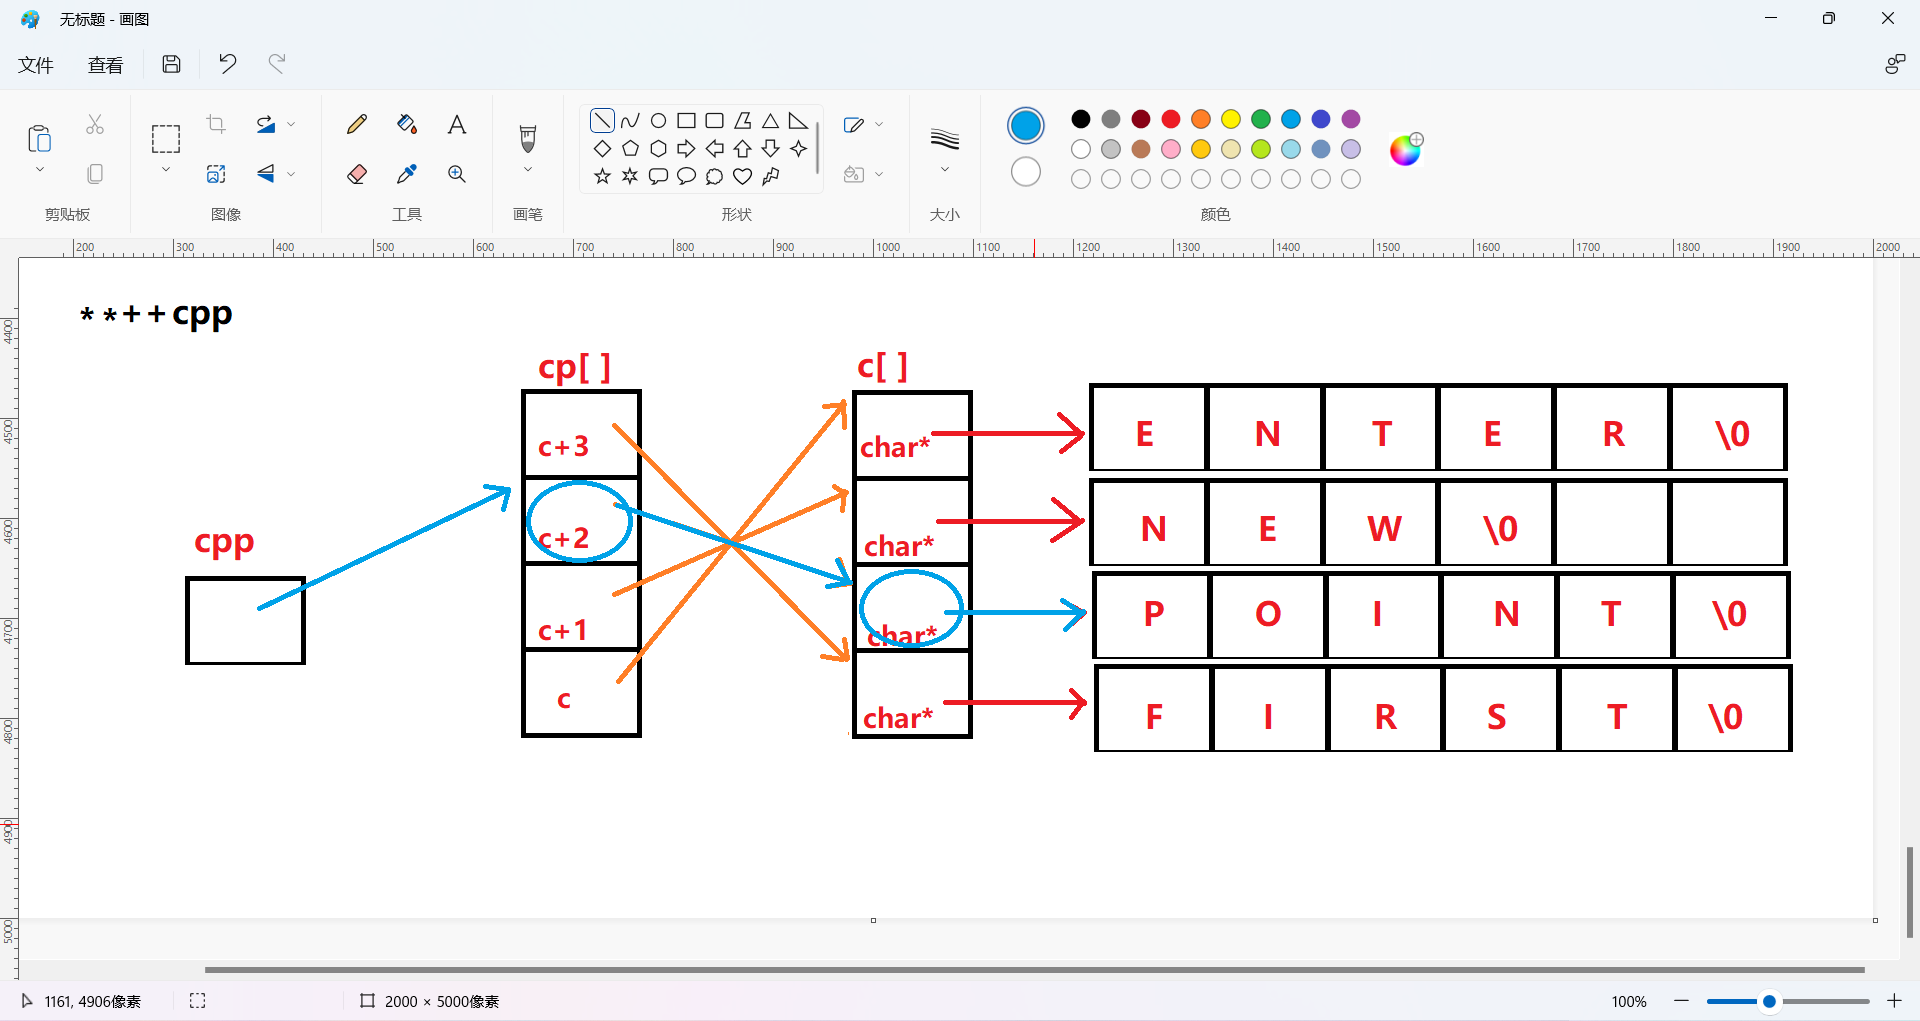 无标题 - 画图
文件 查看
剪贴板 图像 工具 画笔 形状 大小 颜色
200 300 400 500 600 700 800 900 1000 1100 1200 1300 1400 1500 1600 1700 1800 1900 2000
4400
4500
4600
4700
4800
4900
5000
**++cpp
cpp
cp[ ]
c+3
c+2
c+1
c
c[ ]
char*
char*
char*
char*
E N T E R \0
N E W \0
P O I N T \0
F I R S T \0
1161, 4906像素 2000 × 5000像素 100%